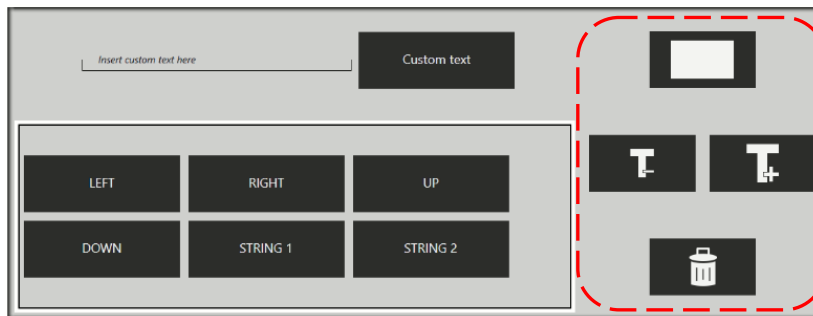 Insert custom text here
Custom text
LEFT
RIGHT
UP
DOWN
STRING 1
STRING 2
T-
T+